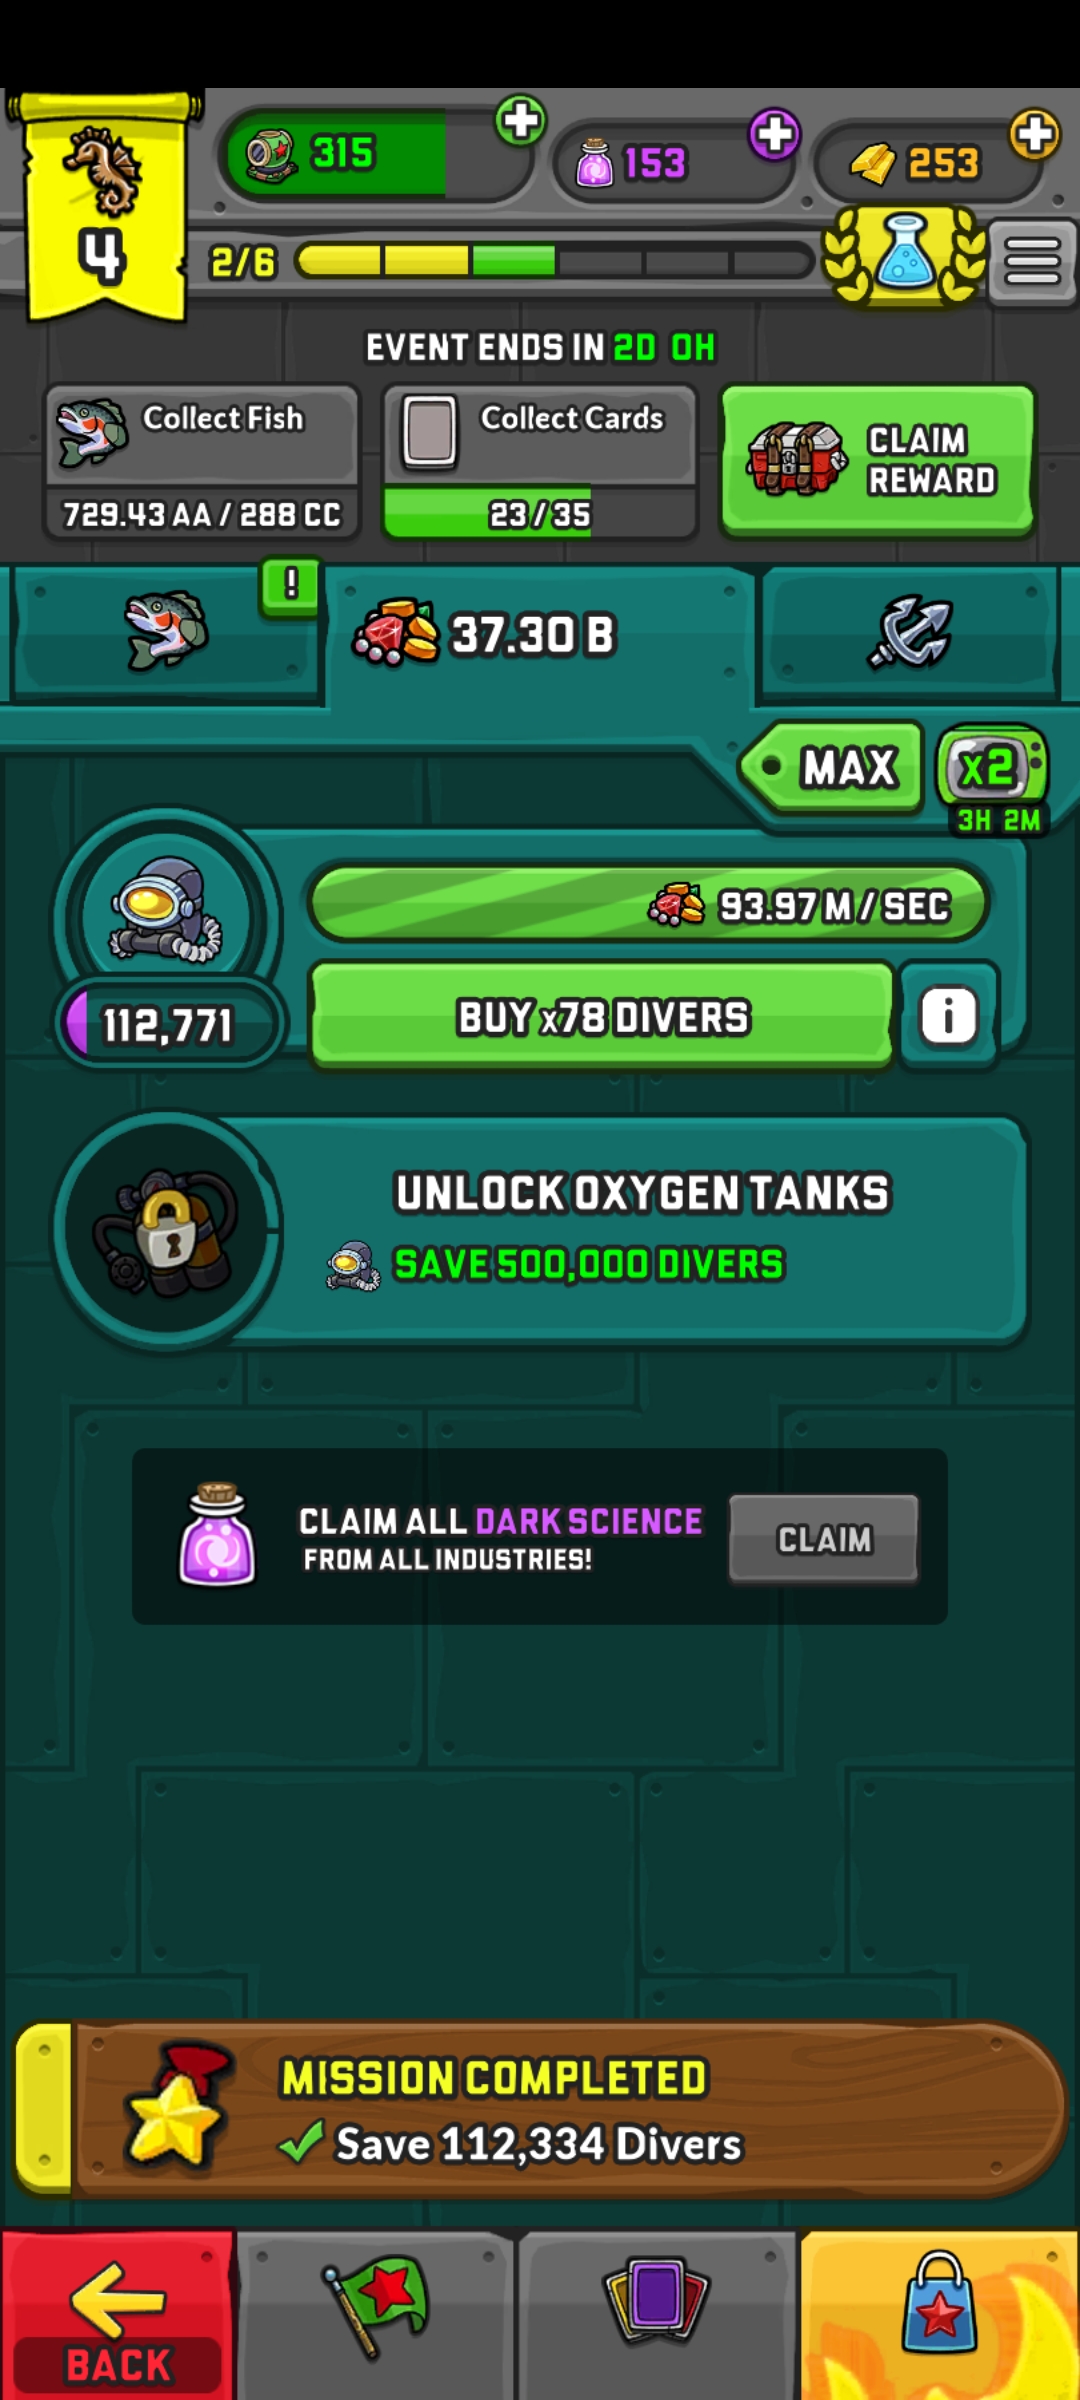 315
153
253
4
2/6
EVENT ENDS IN 2D 0H
Collect Fish
729.43 AA / 288 CC
Collect Cards
23/35
CLAIM
REWARD
!
37.30 B
MAX
x2
3H 2M
93.97 M / SEC
112,771
BUY x78 DIVERS
i
UNLOCK OXYGEN TANKS
SAVE 500,000 DIVERS
CLAIM ALL DARK SCIENCE
FROM ALL INDUSTRIES!
CLAIM
MISSION COMPLETED
Save 112,334 Divers
BACK